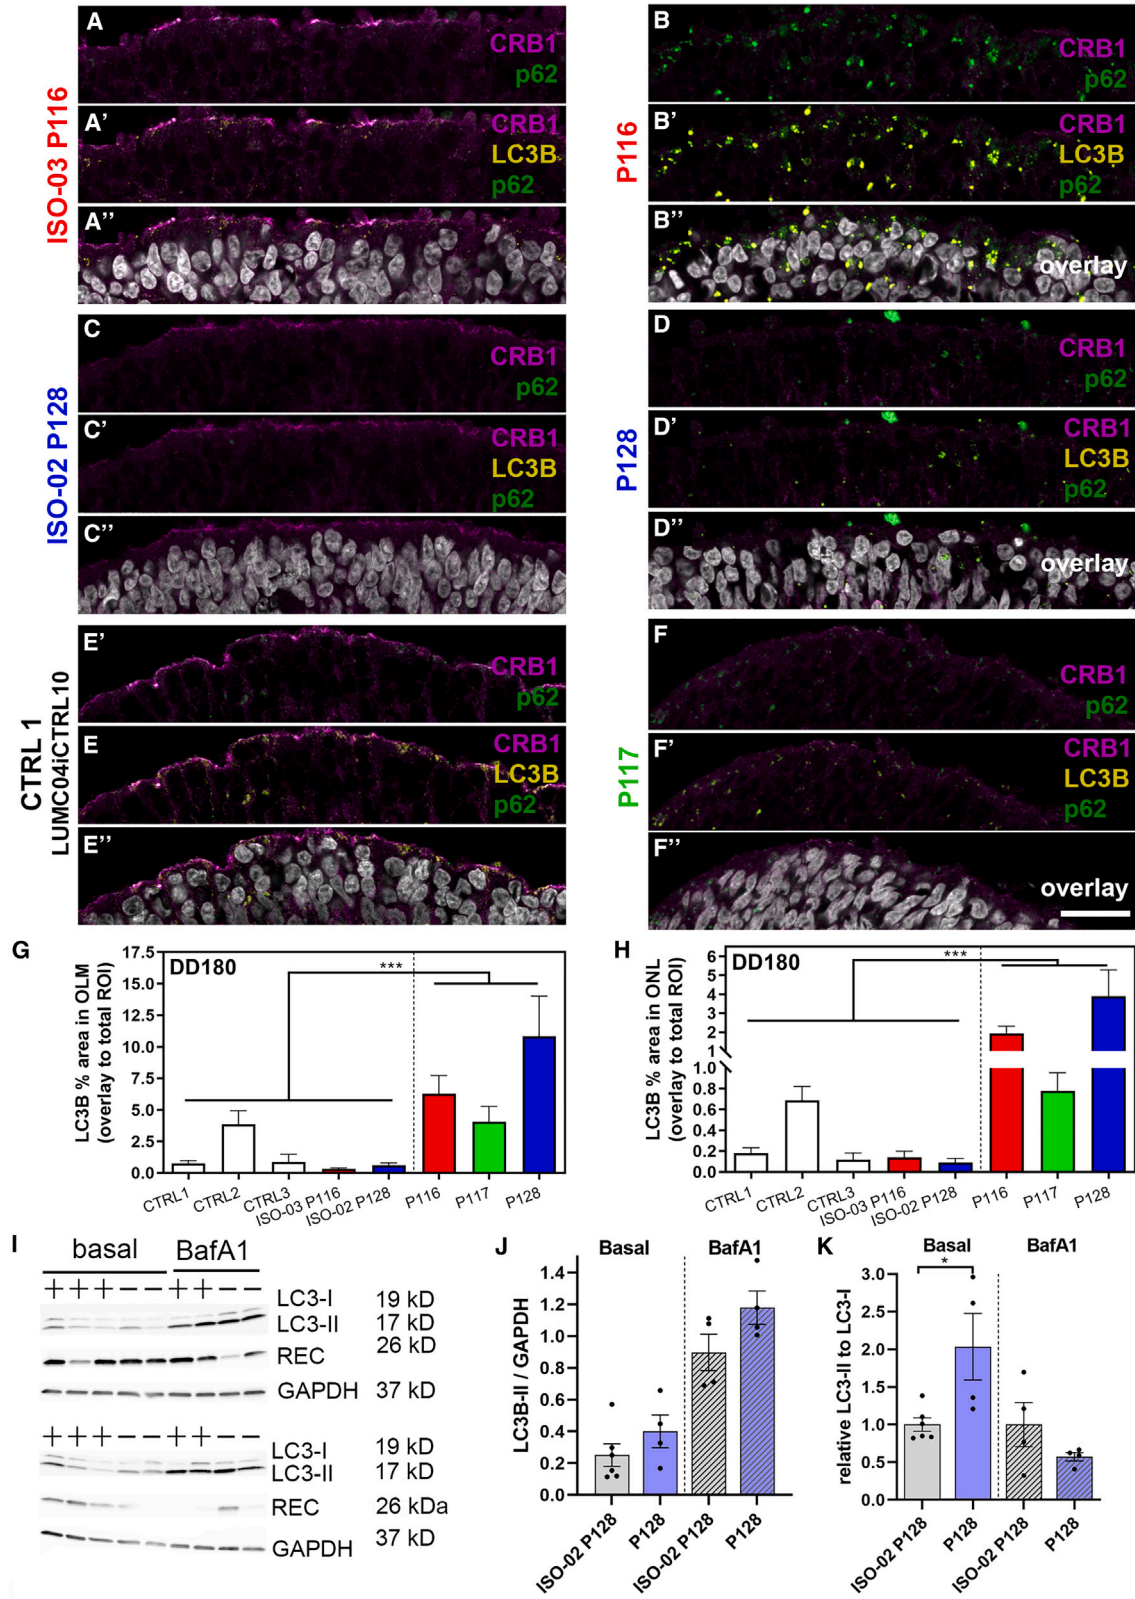 A
CRB1
p62
A'
CRB1
LC3B
p62
A''
ISO-03 P116
B
CRB1
p62
B'
CRB1
LC3B
p62
B''
overlay
P116
C
CRB1
p62
C'
CRB1
LC3B
p62
C''
ISO-02 P128
D
CRB1
p62
D'
CRB1
LC3B
p62
D''
overlay
P128
E'
CRB1
p62
E
CRB1
LC3B
p62
E''
CTRL 1
LUMC04iCTRL10
F
CRB1
p62
F'
CRB1
LC3B
p62
F''
overlay
P117
G
DD180
***
LC3B % area in OLM
(overlay to total ROI)
17.5
15.0
12.5
10.0
7.5
5.0
2.5
0.0
CTRL1
CTRL2
CTRL3
ISO-03 P116
ISO-02 P128
P116
P117
P128
H
DD180
***
LC3B % area in ONL
(overlay to total ROI)
6
5
4
3
2
1
1.0
0.8
0.6
0.4
0.2
0.0
CTRL1
CTRL2
CTRL3
ISO-03 P116
ISO-02 P128
P116
P117
P128
I
basal BafA1
+ + + − − + + − −
LC3-I 19 kD
LC3-II 17 kD
26 kD
REC
GAPDH 37 kD
+ + + − − + + − −
LC3-I 19 kD
LC3-II 17 kD
REC 26 kDa
GAPDH 37 kD
J
Basal BafA1
LC3B-II / GAPDH
1.4
1.2
1.0
0.8
0.6
0.4
0.2
0.0
ISO-02 P128
P128
ISO-02 P128
P128
K
Basal BafA1
*
relative LC3-II to LC3-I
3.0
2.5
2.0
1.5
1.0
0.5
0.0
ISO-02 P128
P128
ISO-02 P128
P128